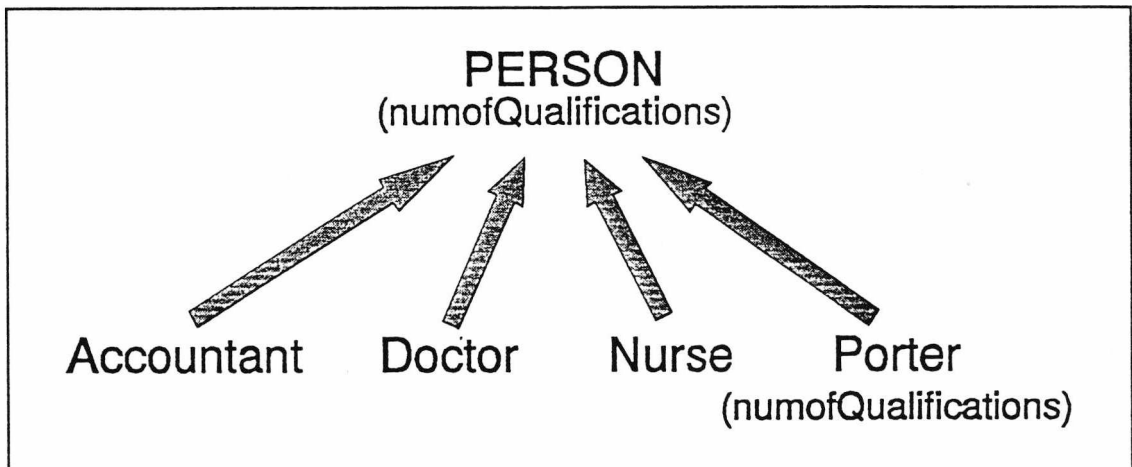 PERSON
(numofQualifications)
Accountant Doctor Nurse Porter
(numofQualifications)